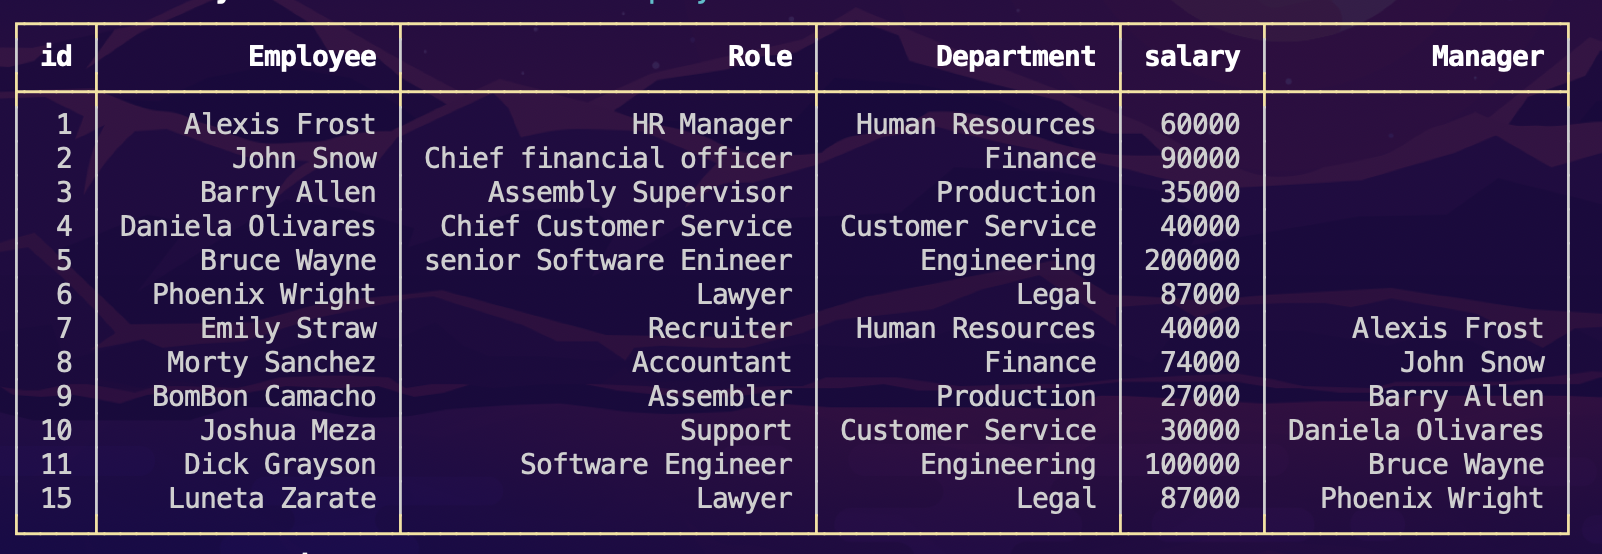 id Employee Role Department salary Manager
1 Alexis Frost HR Manager Human Resources 60000
2 John Snow Chief financial officer Finance 90000
3 Barry Allen Assembly Supervisor Production 35000
4 Daniela Olivares Chief Customer Service Customer Service 40000
5 Bruce Wayne senior Software Enineer Engineering 200000
6 Phoenix Wright Lawyer Legal 87000
7 Emily Straw Recruiter Human Resources 40000 Alexis Frost
8 Morty Sanchez Accountant Finance 74000 John Snow
9 BomBon Camacho Assembler Production 27000 Barry Allen
10 Joshua Meza Support Customer Service 30000 Daniela Olivares
11 Dick Grayson Software Engineer Engineering 100000 Bruce Wayne
15 Luneta Zarate Lawyer Legal 87000 Phoenix Wright